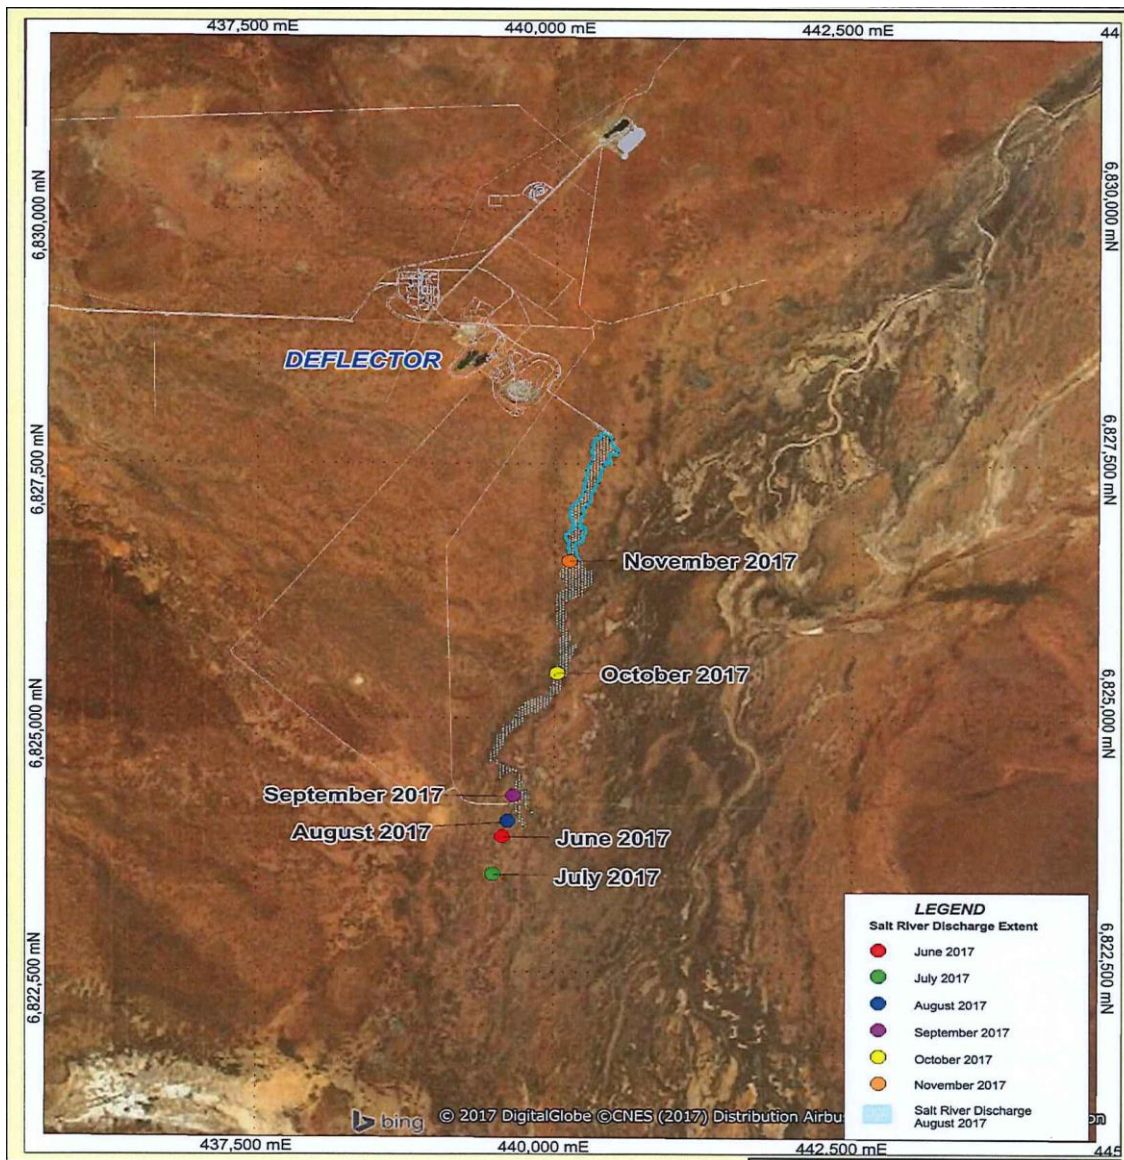 437,500 mE
440,000 mE
442,500 mE
44
6,830,000 mN
6,830,000 mN
DEFLECTOR
6,827,500 mN
6,827,500 mN
November 2017
October 2017
6,825,000 mN
6,825,000 mN
September 2017
August 2017
June 2017
July 2017
LEGEND
Salt River Discharge Extent
June 2017
July 2017
August 2017
September 2017
October 2017
November 2017
Salt River Discharge
August 2017
6,822,500 mN
6,822,500 mN
bing
© 2017 DigitalGlobe ©CNES (2017) Distribution Airbu
on
437,500 mE
440,000 mE
442,500 mE
445